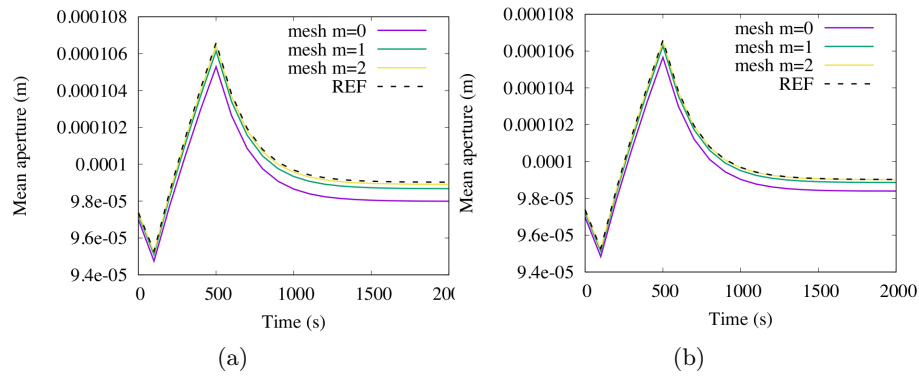 0.000108
0.000106
0.000104
0.000102
0.0001
9.8e-05
9.6e-05
9.4e-05
Mean aperture (m)
mesh m=0
mesh m=1
mesh m=2
REF
0 500 1000 1500 200
Time (s)
(a)
0.000108
0.000106
0.000104
0.000102
0.0001
9.8e-05
9.6e-05
9.4e-05
Mean aperture (m)
mesh m=0
mesh m=1
mesh m=2
REF
0 500 1000 1500 2000
Time (s)
(b)